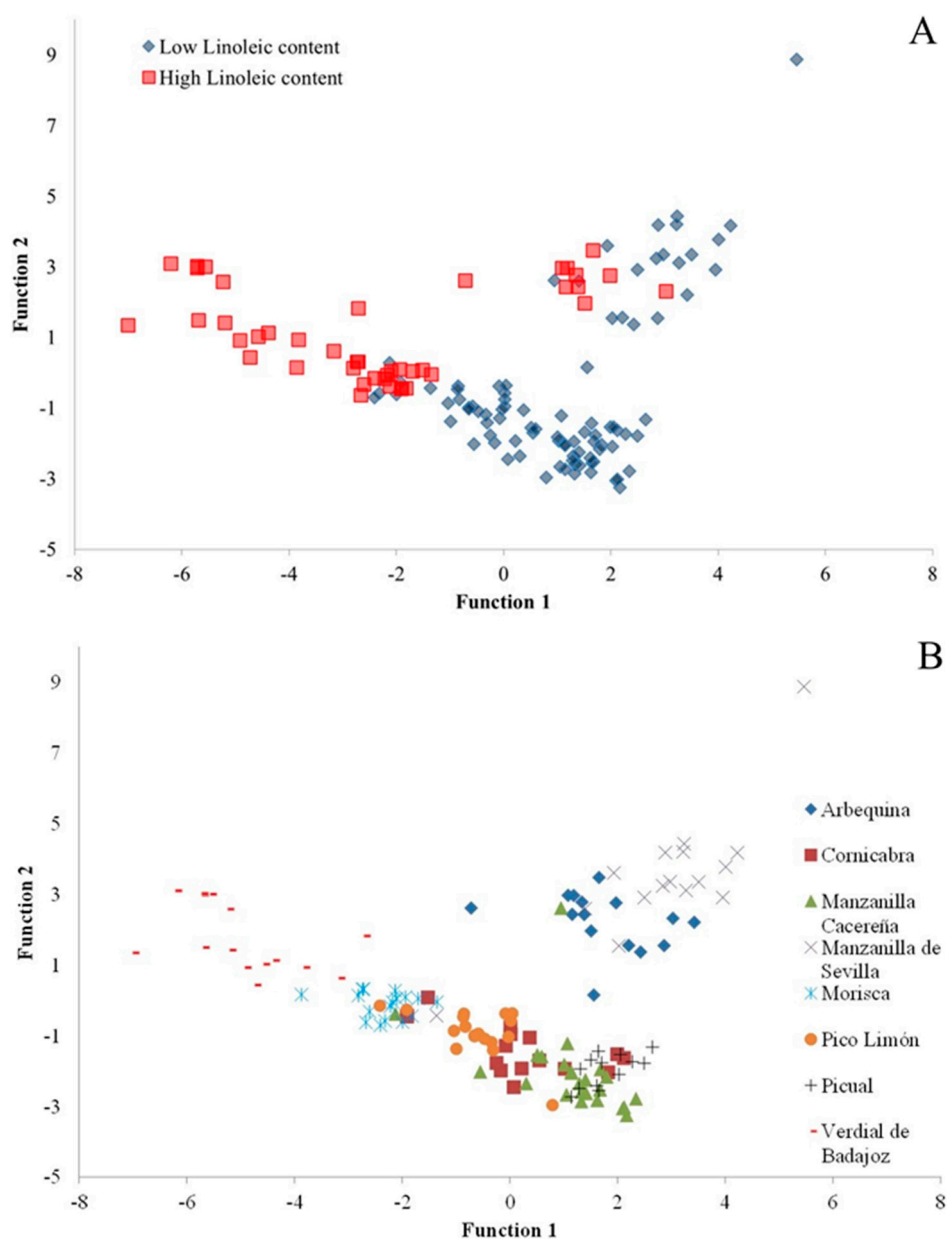 A
Low Linoleic content
High Linoleic content
9
7
5
3
1
-1
-3
-5
Function 2
-8
-6
-4
-2
0
2
4
6
8
Function 1
B
9
7
5
3
1
-1
-3
-5
Function 2
Arbequina
Cornicabra
Manzanilla
Cacereña
Manzanilla de
Sevilla
Morisca
Pico Limón
Picual
Verdial de
Badajoz
-8
-6
-4
-2
0
2
4
6
8
Function 1